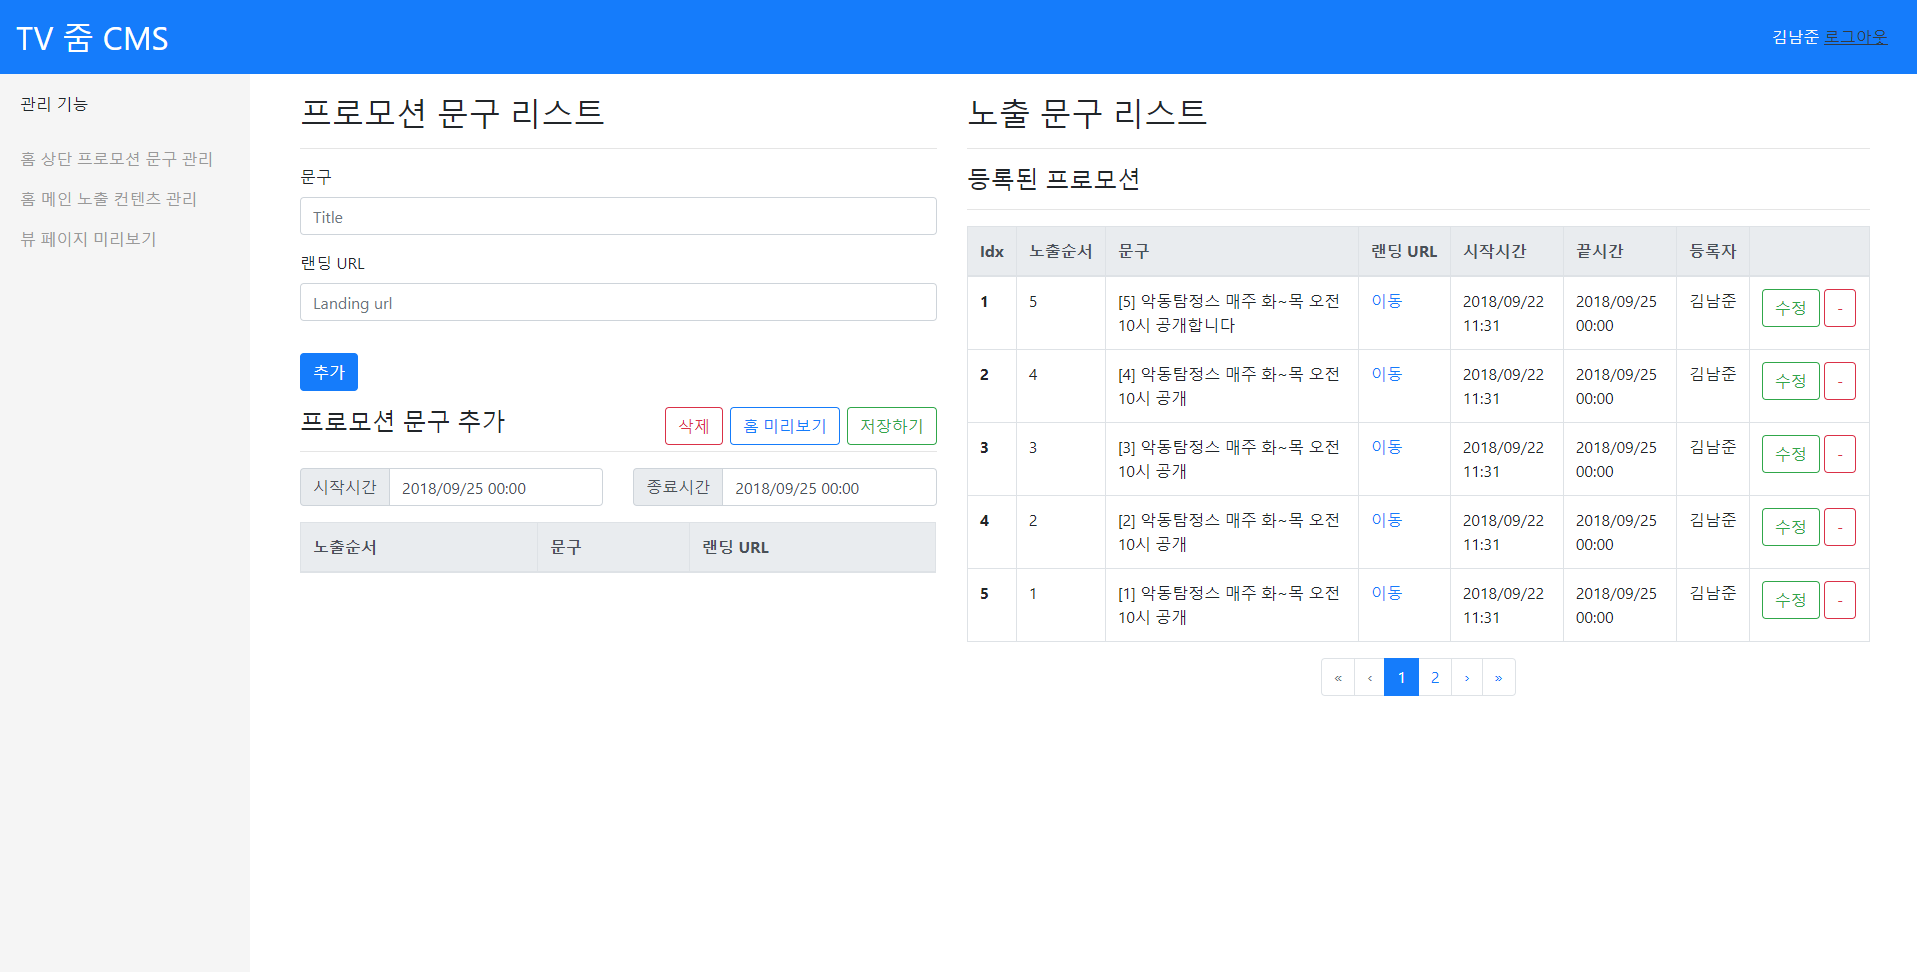 TV 줌 CMS
김남준 로그아웃
관리 기능
홈 상단 프로모션 문구 관리
홈 메인 노출 컨텐츠 관리
뷰 페이지 미리보기
프로모션 문구 리스트
문구
Title
랜딩 URL
Landing url
추가
프로모션 문구 추가 삭제 홈 미리보기 저장하기
시작시간 2018/09/25 00:00 종료시간 2018/09/25 00:00
노출순서 문구 랜딩 URL
노출 문구 리스트
등록된 프로모션
Idx 노출순서 문구 랜딩 URL 시작시간 끝시간 등록자
1 5 [5] 악동탐정스 매주 화~목 오전 이동 2018/09/22 2018/09/25 김남준 수정 -
10시 공개합니다 11:31 00:00
2 4 [4] 악동탐정스 매주 화~목 오전 이동 2018/09/22 2018/09/25 김남준 수정 -
10시 공개 11:31 00:00
3 3 [3] 악동탐정스 매주 화~목 오전 이동 2018/09/22 2018/09/25 김남준 수정 -
10시 공개 11:31 00:00
4 2 [2] 악동탐정스 매주 화~목 오전 이동 2018/09/22 2018/09/25 김남준 수정 -
10시 공개 11:31 00:00
5 1 [1] 악동탐정스 매주 화~목 오전 이동 2018/09/22 2018/09/25 김남준 수정 -
10시 공개 11:31 00:00
« ‹ 1 2 › »